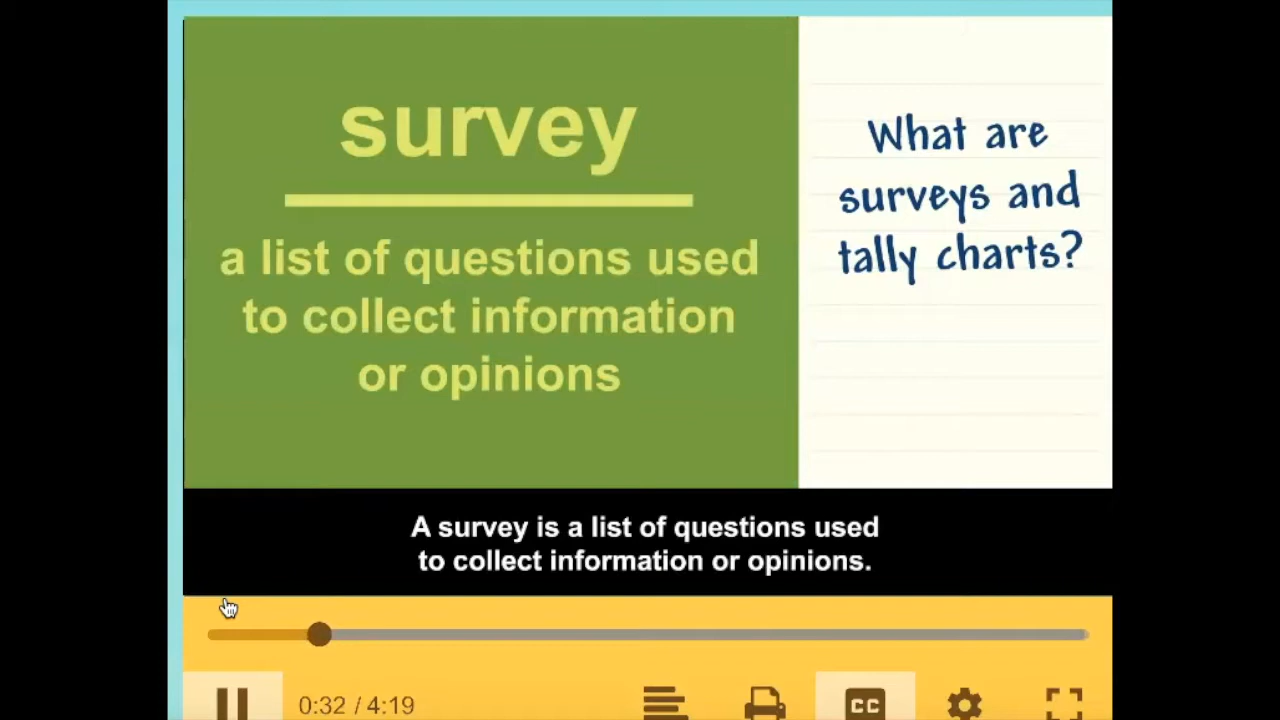 survey
a list of questions used
to collect information
or opinions
What are
surveys and
tally charts?
A survey is a list of questions used
to collect information or opinions.
0:32 / 4:19
CC